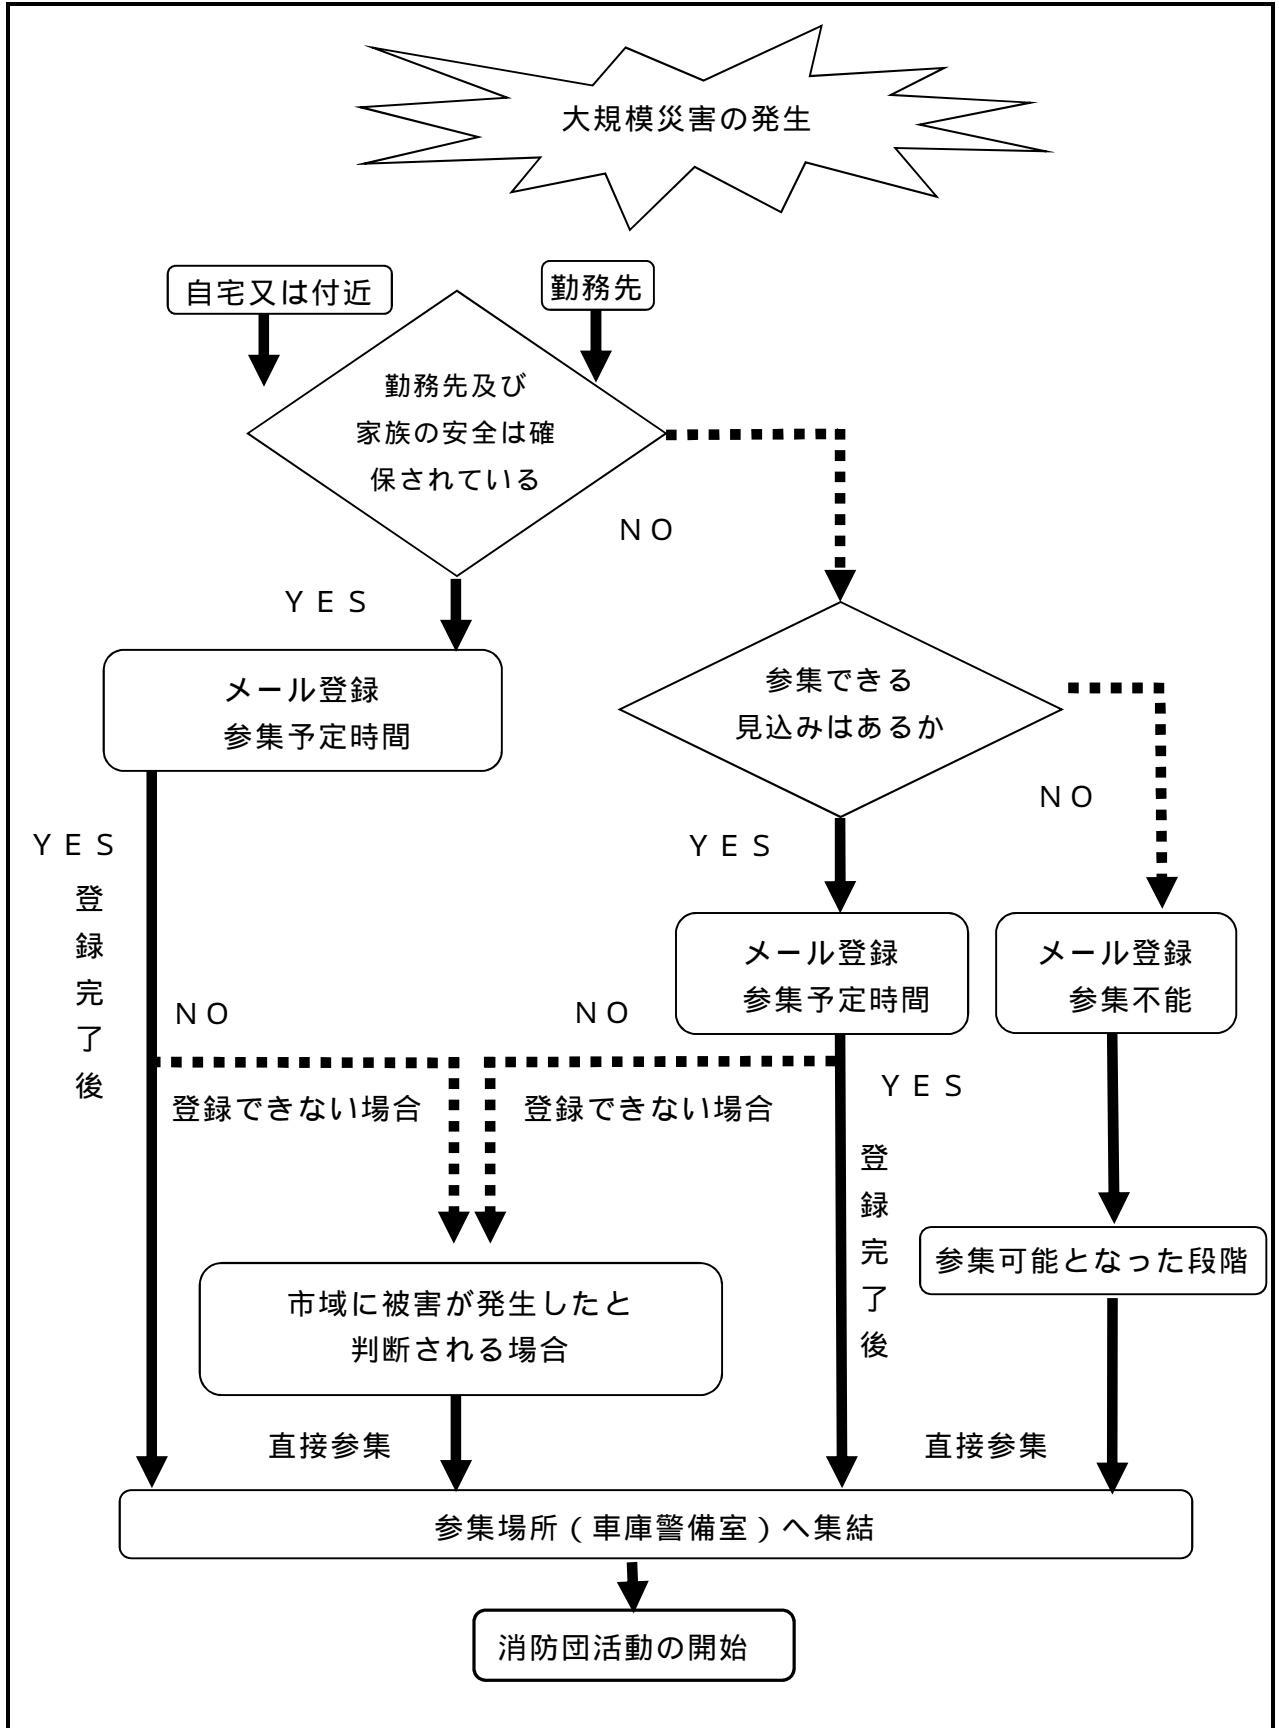 大規模災害の発生
自宅又は付近
勤務先
勤務先及び
家族の安全は確
保されている
ＮＯ
ＹＥＳ
メール登録
参集予定時間
参集できる
見込みはあるか
ＮＯ
ＹＥＳ
ＹＥＳ
登録完了後
メール登録
参集予定時間
メール登録
参集不能
ＮＯ
ＮＯ
登録できない場合
登録できない場合
ＹＥＳ
登録完了後
参集可能となった段階
市域に被害が発生したと
判断される場合
直接参集
直接参集
参集場所（車庫警備室）へ集結
消防団活動の開始